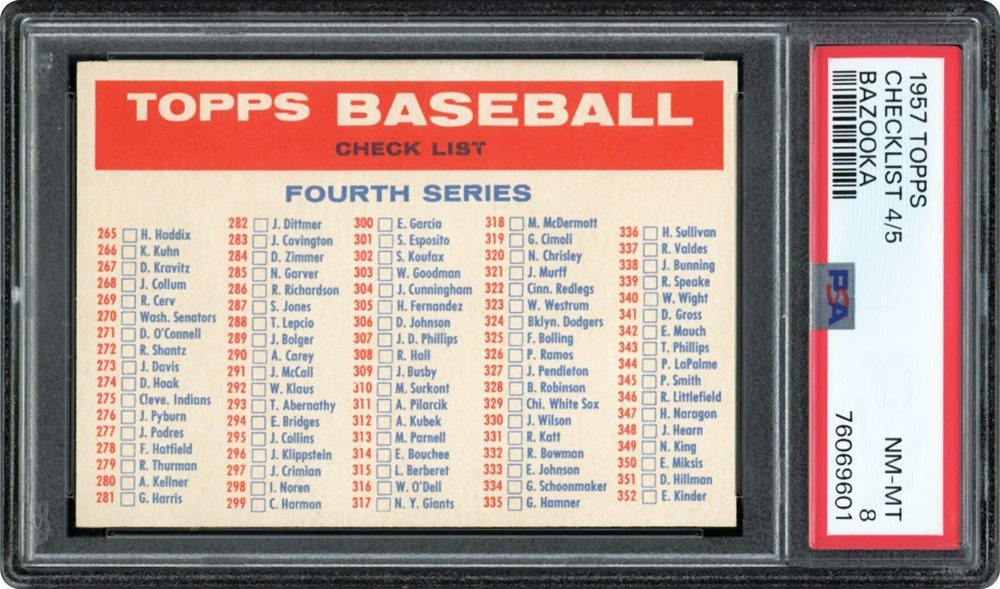 TOPPS BASEBALL
CHECK LIST
FOURTH SERIES
265 H. Haddix
266 K. Kuhn
267 D. Kravitz
268 J. Collum
269 R. Cerv
270 Wash. Senators
271 D. O'Connell
272 R. Shantz
273 J. Davis
274 D. Hoak
275 Cleve. Indians
276 J. Pyburn
277 J. Podres
278 F. Hatfield
279 R. Thurman
280 A. Kellner
281 G. Harris
282 J. Dittmer
283 J. Covington
284 D. Zimmer
285 N. Garver
286 R. Richardson
287 S. Jones
288 T. Lepcio
289 J. Bolger
290 A. Carey
291 J. McCall
292 W. Klaus
293 T. Abernathy
294 E. Bridges
295 J. Collins
296 J. Klippstein
297 J. Crimian
298 I. Noren
299 C. Harmon
300 E. Garcia
301 S. Esposito
302 S. Koufax
303 W. Goodman
304 J. Cunningham
305 H. Fernandez
306 D. Johnson
307 J. D. Phillips
308 R. Hall
309 J. Busby
310 M. Surkont
311 A. Pilarcik
312 A. Kubek
313 M. Parnell
314 E. Bouchee
315 L. Berberet
316 W. O'Dell
317 N. Y. Giants
318 M. McDermott
319 G. Cimoli
320 N. Chrisley
321 J. Murff
322 Cinn. Redlegs
323 W. Westrum
324 Bklyn. Dodgers
325 F. Bolling
326 P. Ramos
327 J. Pendleton
328 B. Robinson
329 Chi. White Sox
330 J. Wilson
331 R. Katt
332 R. Bowman
333 E. Johnson
334 G. Schoonmaker
335 G. Hamner
336 H. Sullivan
337 R. Valdes
338 J. Bunning
339 R. Speake
340 W. Wight
341 D. Gross
342 E. Mauch
343 T. Phillips
344 P. LaPalme
345 P. Smith
346 R. Littlefield
347 H. Naragon
348 J. Hearn
349 N. King
350 E. Miksis
351 D. Hillman
352 E. Kinder
1957 TOPPS
CHECKLIST 4/5
BAZOOKA
PSA
NM-MT
8
76069601